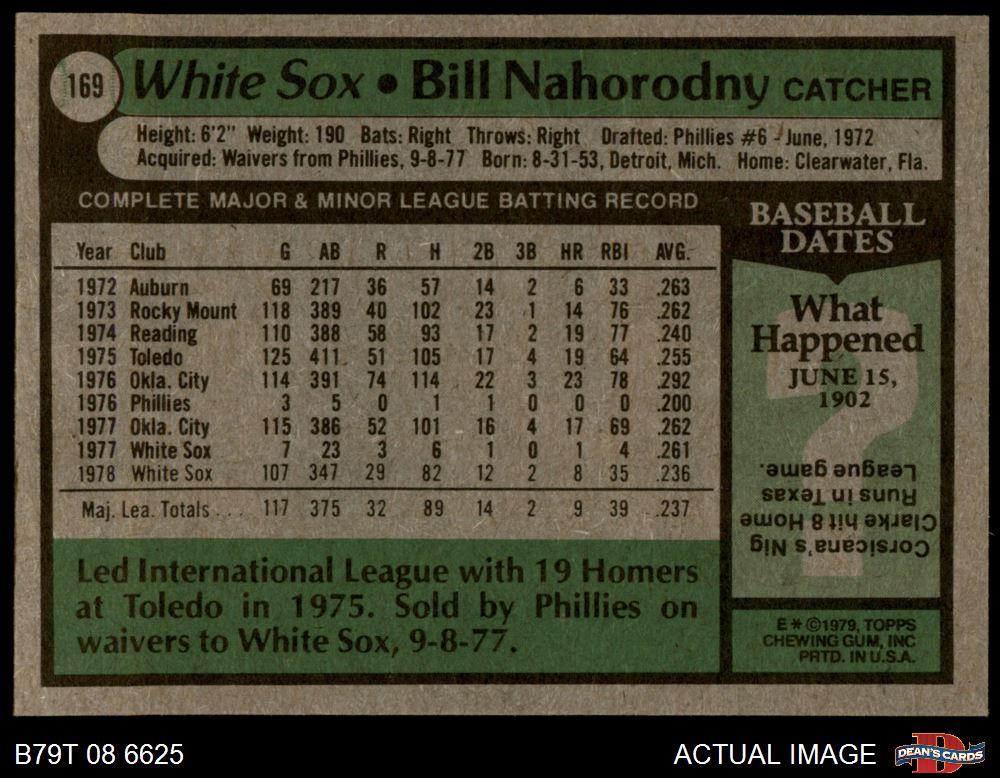 169 White Sox • Bill Nahorodny CATCHER
Height: 6'2" Weight: 190 Bats: Right Throws: Right Drafted: Phillies #6 - June, 1972
Acquired: Waivers from Phillies, 9-8-77 Born: 8-31-53, Detroit, Mich. Home: Clearwater, Fla.
COMPLETE MAJOR & MINOR LEAGUE BATTING RECORD
Year Club G AB R H 2B 3B HR RBI AVG.
1972 Auburn 69 217 36 57 14 2 6 33 .263
1973 Rocky Mount 118 389 40 102 23 1 14 76 .262
1974 Reading 110 388 58 93 17 2 19 77 .240
1975 Toledo 125 411 51 105 17 4 19 64 .255
1976 Okla. City 114 391 74 114 22 3 23 78 .292
1976 Phillies 3 5 0 1 1 0 0 0 .200
1977 Okla. City 115 386 52 101 16 4 17 69 .262
1977 White Sox 7 23 3 6 1 0 1 4 .261
1978 White Sox 107 347 29 82 12 2 8 35 .236
Maj. Lea. Totals . . . 117 375 32 89 14 2 9 39 .237
Led International League with 19 Homers
at Toledo in 1975. Sold by Phillies on
waivers to White Sox, 9-8-77.
BASEBALL
DATES
What
Happened
JUNE 15,
1902
?
Corsicana's Nig
Clarke hit 8 Home
Runs in Texas
League game.
E * ©1979, TOPPS
CHEWING GUM, INC
PRTD. IN U.S.A.
B79T 08 6625
ACTUAL IMAGE
D
DEAN'S CARDS